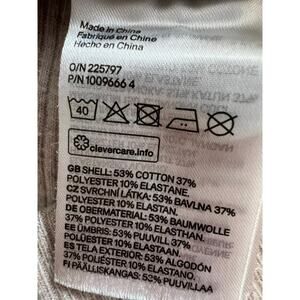 Made in China
Fabriqué en Chine
Hecho en China
O/N 225797
P/N 1009666 4
40
clevercare.info
GB SHELL: 53% COTTON 37%
POLYESTER 10% ELASTANE.
CZ SVRCHNÍ LÁTKA: 53% BAVLNA 37%
POLYESTER 10% ELASTAN.
DE OBERMATERIAL: 53% BAUMWOLLE
37% POLYESTER 10% ELASTHAN.
EE ÜMBRIS: 53% PUUVILL 37%
POLÜESTER 10% ELASTAAN.
ES TELA EXTERIOR: 53% ALGODÓN
37% POLIÉSTER 10% ELASTANO.
FI PÄÄLLISKANGAS: 53% PUUVILLAA